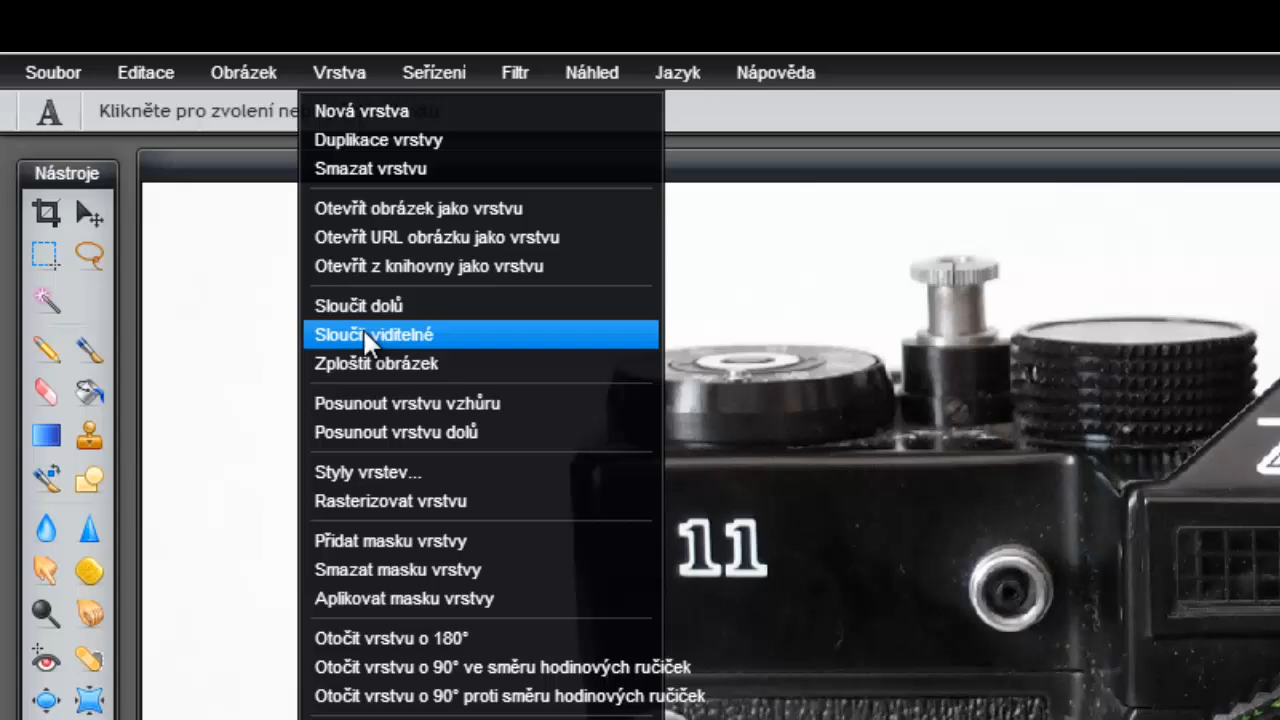 Soubor Editace Obrázek Vrstva Seřízení Filtr Náhled Jazyk Nápověda
A Klikněte pro zvolení
Nástroje
Nová vrstva
Duplikace vrstvy
Smazat vrstvu
Otevřít obrázek jako vrstvu
Otevřít URL obrázku jako vrstvu
Otevřít z knihovny jako vrstvu
Sloučit dolů
Sloučit viditelné
Zploštit obrázek
Posunout vrstvu vzhůru
Posunout vrstvu dolů
Styly vrstev...
Rasterizovat vrstvu
Přidat masku vrstvy
Smazat masku vrstvy
Aplikovat masku vrstvy
Otočit vrstvu o 180°
Otočit vrstvu o 90° ve směru hodinových ručiček
Otočit vrstvu o 90° proti směru hodinových ručiček
11